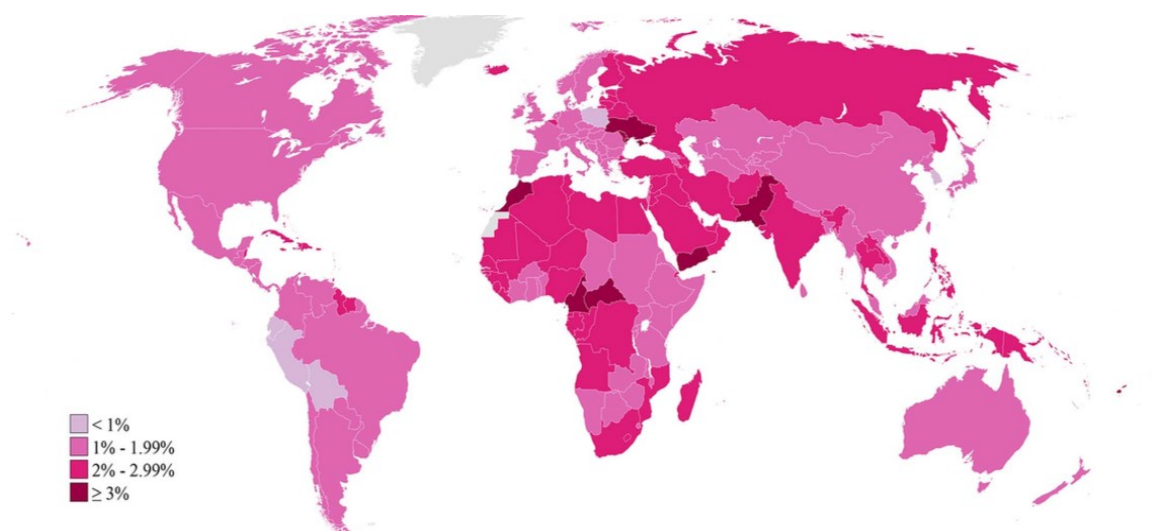 < 1%
1% - 1.99%
2% - 2.99%
≥ 3%